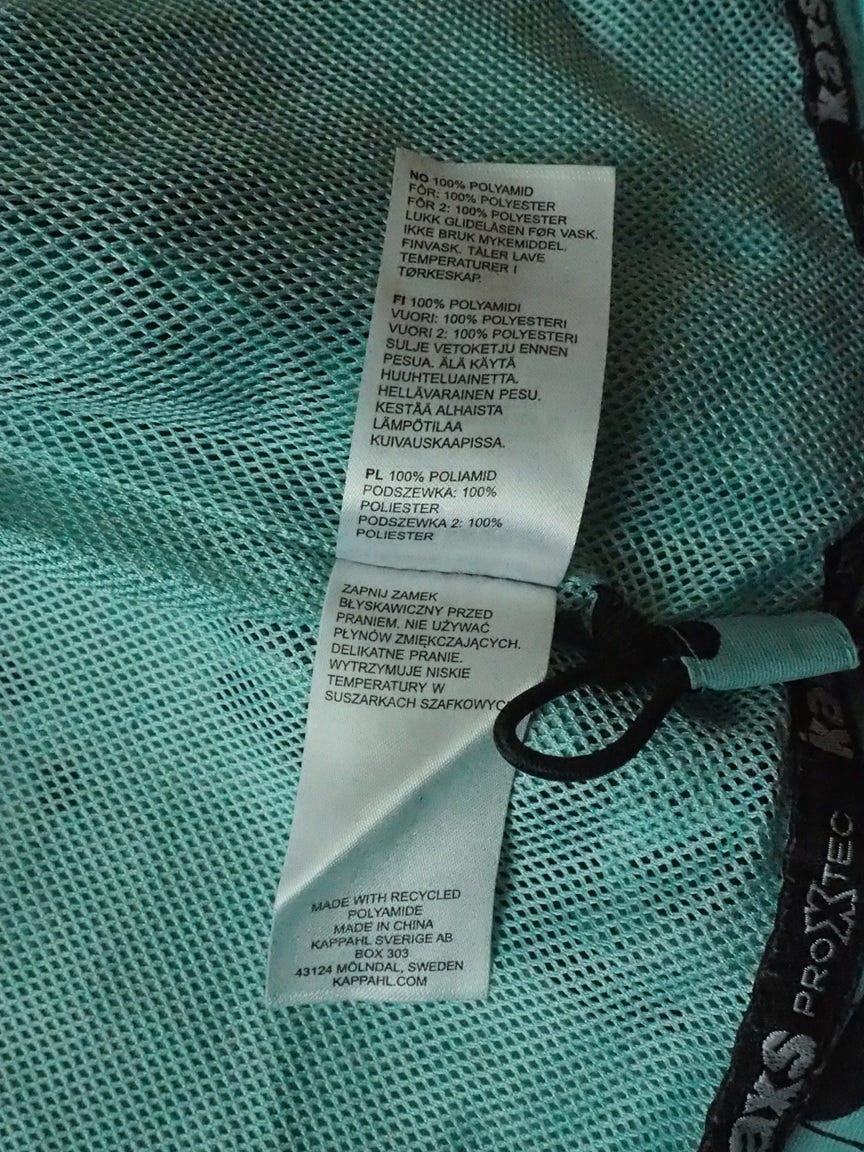 NO 100% POLYAMID
FÔR: 100% POLYESTER
FÔR 2: 100% POLYESTER
LUKK GLIDELÅSEN FØR VASK.
IKKE BRUK MYKEMIDDEL.
FINVASK. TÅLER LAVE
TEMPERATURER I
TØRKESKAP.
FI 100% POLYAMIDI
VUORI: 100% POLYESTERI
VUORI 2: 100% POLYESTERI
SULJE VETOKETJU ENNEN
PESUA. ÄLÄ KÄYTÄ
HUUHTELUAINETTA.
HELLÄVARAINEN PESU.
KESTÄÄ ALHAISTA
LÄMPÖTILAA
KUIVAUSKAAPISSA.
PL 100% POLIAMID
PODSZEWKA: 100%
POLIESTER
PODSZEWKA 2: 100%
POLIESTER
ZAPNIJ ZAMEK
BŁYSKAWICZNY PRZED
PRANIEM. NIE UŻYWAĆ
PŁYNÓW ZMIĘKCZAJĄCYCH.
DELIKATNE PRANIE.
WYTRZYMUJE NISKIE
TEMPERATURY W
SUSZARKACH
MADE WITH RECYCLED
POLYAMIDE
MADE IN CHINA
KAPPAHL SVERIGE AB
BOX 303
43124 MÖLNDAL, SWEDEN
KAPPAHL.COM
kaxs
PROXTEC